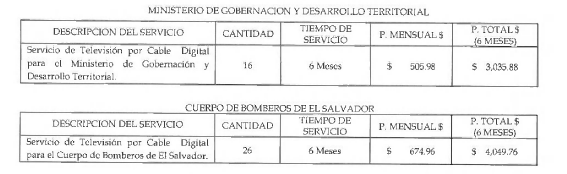 MINISTERIO DE GOBERNACION Y DESARROLLO TERRITORIAL
DESCRIPCION DEL SERVICIO CANTIDAD TIEMPO DE SERVICIO P. MENSUAL $ P. TOTAL $ (6 MESES)
Servicio de Televisión por Cable Digital
para el Ministerio de Gobernación y 16 6 Meses $ 505.98 $ 3,035.88
Desarrollo Territorial.
CUERPO DE BOMBEROS DE EL SALVADOR
DESCRIPCION DEL SERVICIO CANTIDAD TIEMPO DE SERVICIO P. MENSUAL $ P. TOTAL $ (6 MESES)
Servicio de Televisión por Cable Digital
para el Cuerpo de Bomberos de El Salvador. 26 6 Meses $ 674.96 $ 4,049.76